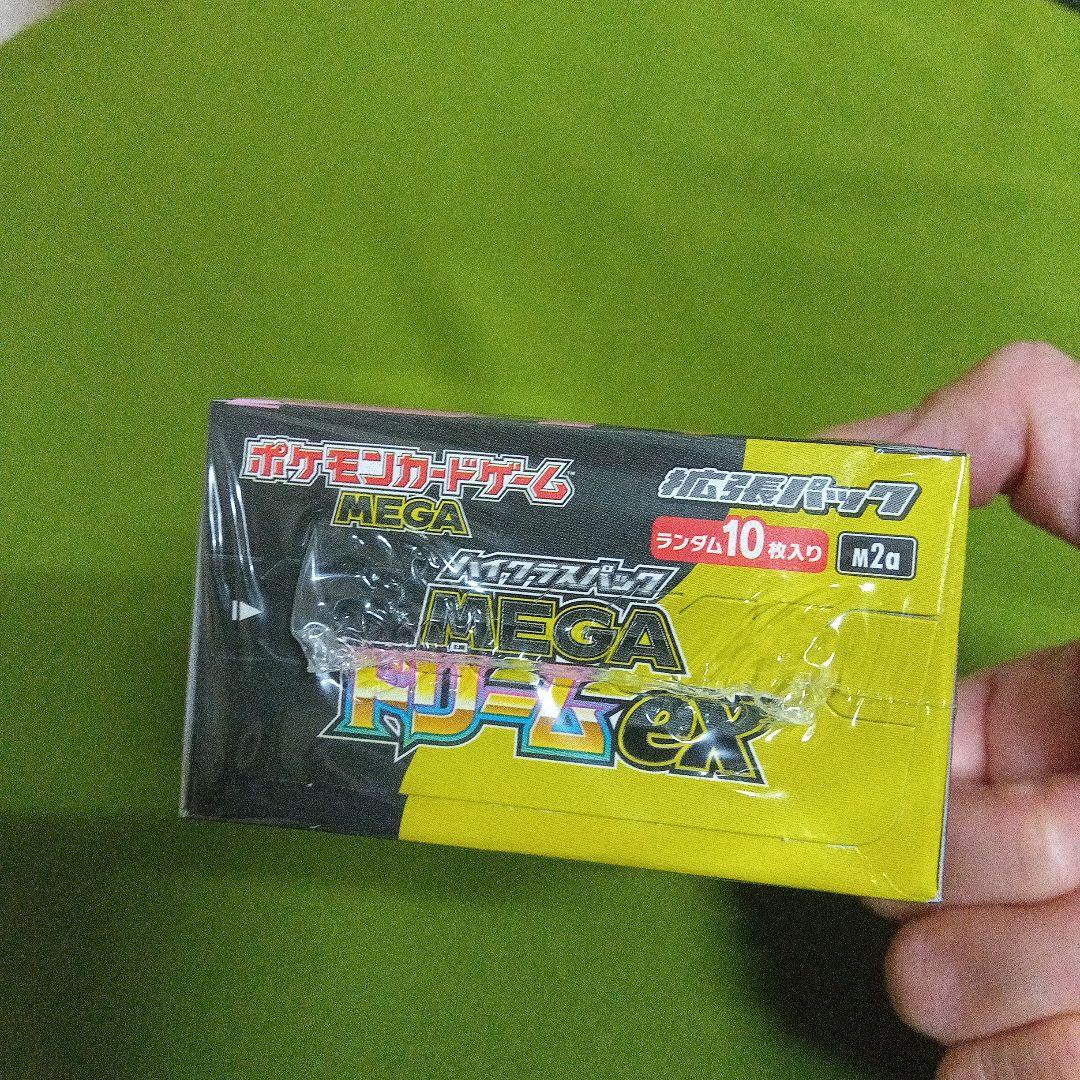 ポケモンカードゲーム
MEGA
拡張パック
ランダム10枚入り
M2a
ハイクラスパック
MEGA
ドリームex